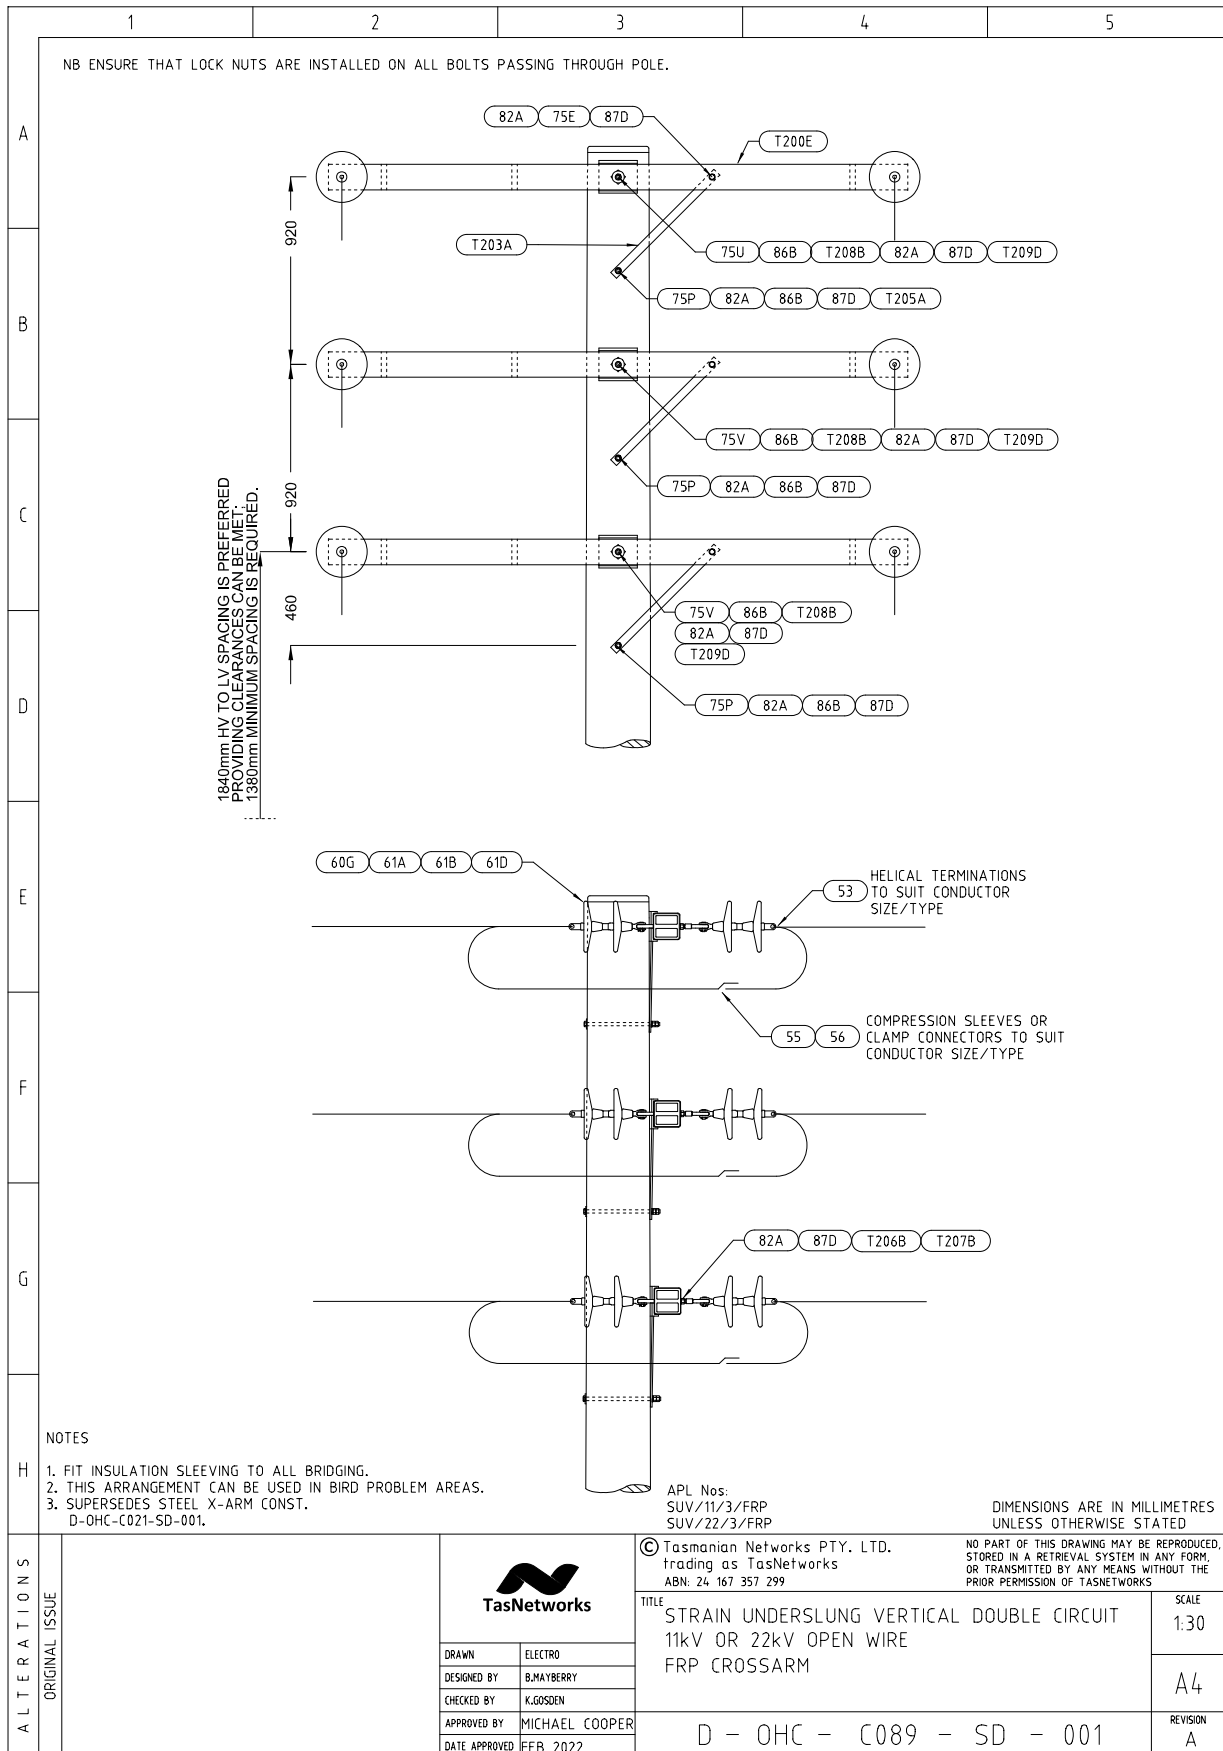 1 2 3 4 5
NB ENSURE THAT LOCK NUTS ARE INSTALLED ON ALL BOLTS PASSING THROUGH POLE.
A
B
C
D
E
F
G
H
82A 75E 87D
T200E
920
T203A
75U 86B T208B 82A 87D T209D
75P 82A 86B 87D T205A
75V 86B T208B 82A 87D T209D
920
75P 82A 86B 87D
1840mm HV TO LV SPACING IS PREFERRED
PROVIDING CLEARANCES CAN BE MET;
1380mm MINIMUM SPACING IS REQUIRED.
460
75V 86B T208B
82A 87D
T209D
75P 82A 86B 87D
60G 61A 61B 61D
53
HELICAL TERMINATIONS
TO SUIT CONDUCTOR
SIZE/TYPE
55 56
COMPRESSION SLEEVES OR
CLAMP CONNECTORS TO SUIT
CONDUCTOR SIZE/TYPE
82A 87D T206B T207B
NOTES
1. FIT INSULATION SLEEVING TO ALL BRIDGING.
2. THIS ARRANGEMENT CAN BE USED IN BIRD PROBLEM AREAS.
3. SUPERSEDES STEEL X-ARM CONST.
D-OHC-C021-SD-001.
APL Nos:
SUV/11/3/FRP
SUV/22/3/FRP
DIMENSIONS ARE IN MILLIMETRES
UNLESS OTHERWISE STATED
ALTERATIONS
ORIGINAL ISSUE
TasNetworks
© Tasmanian Networks PTY. LTD.
trading as TasNetworks
ABN: 24 167 357 299
NO PART OF THIS DRAWING MAY BE REPRODUCED,
STORED IN A RETRIEVAL SYSTEM IN ANY FORM,
OR TRANSMITTED BY ANY MEANS WITHOUT THE
PRIOR PERMISSION OF TASNETWORKS
TITLE
STRAIN UNDERSLUNG VERTICAL DOUBLE CIRCUIT
11kV OR 22kV OPEN WIRE
FRP CROSSARM
SCALE
1:30
A4
DRAWN ELECTRO
DESIGNED BY B.MAYBERRY
CHECKED BY K.GOSDEN
APPROVED BY MICHAEL COOPER
DATE APPROVED FEB 2022
D - OHC - C089 - SD - 001
REVISION
A